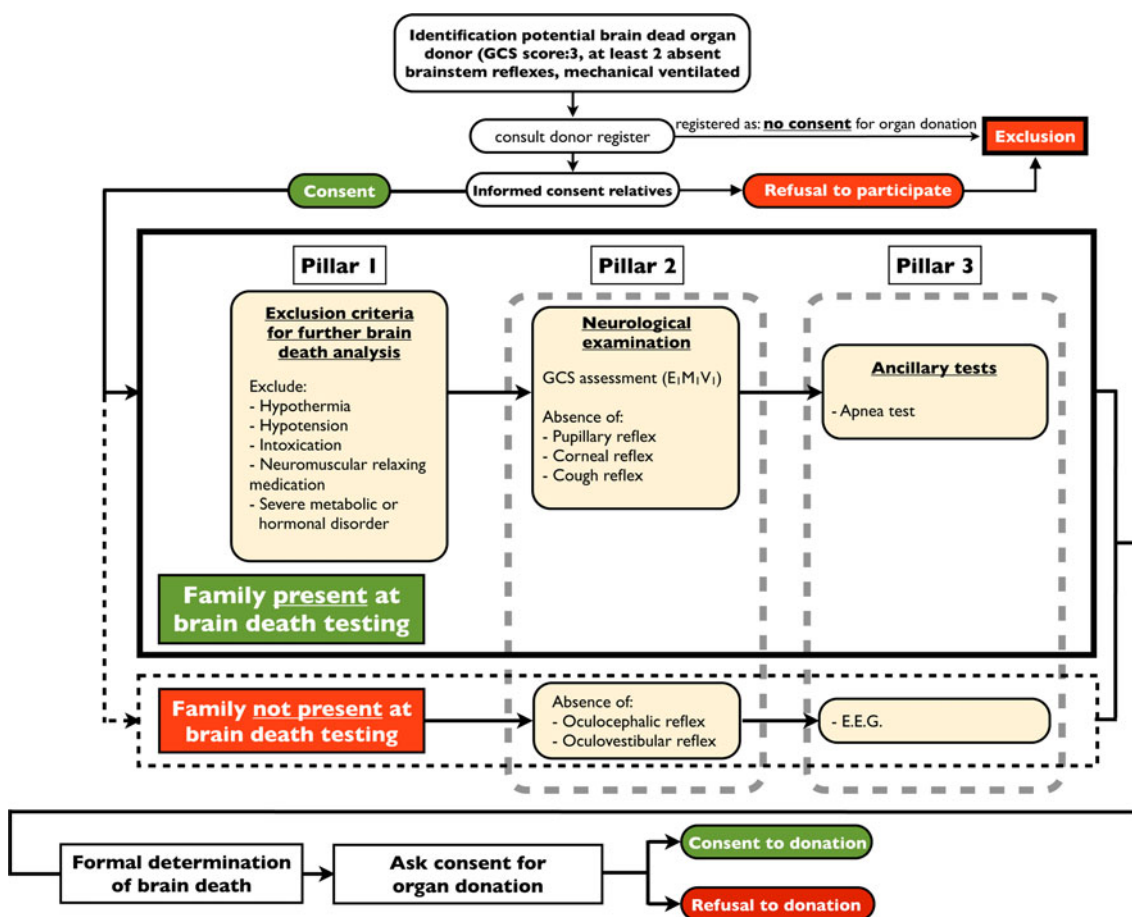 Identification potential brain dead organ
donor (GCS score:3, at least 2 absent
brainstem reflexes, mechanical ventilated
consult donor register
registered as: no consent for organ donation
Exclusion
Consent
Informed consent relatives
Refusal to participate
Pillar 1
Pillar 2
Pillar 3
Exclusion criteria
for further brain
death analysis
Exclude:
- Hypothermia
- Hypotension
- Intoxication
- Neuromuscular relaxing
medication
- Severe metabolic or
hormonal disorder
Neurological
examination
GCS assessment (E₁M₁V₁)
Absence of:
- Pupillary reflex
- Corneal reflex
- Cough reflex
Ancillary tests
- Apnea test
Family present at
brain death testing
Family not present at
brain death testing
Absence of:
- Oculocephalic reflex
- Oculovestibular reflex
- E.E.G.
Formal determination
of brain death
Ask consent for
organ donation
Consent to donation
Refusal to donation